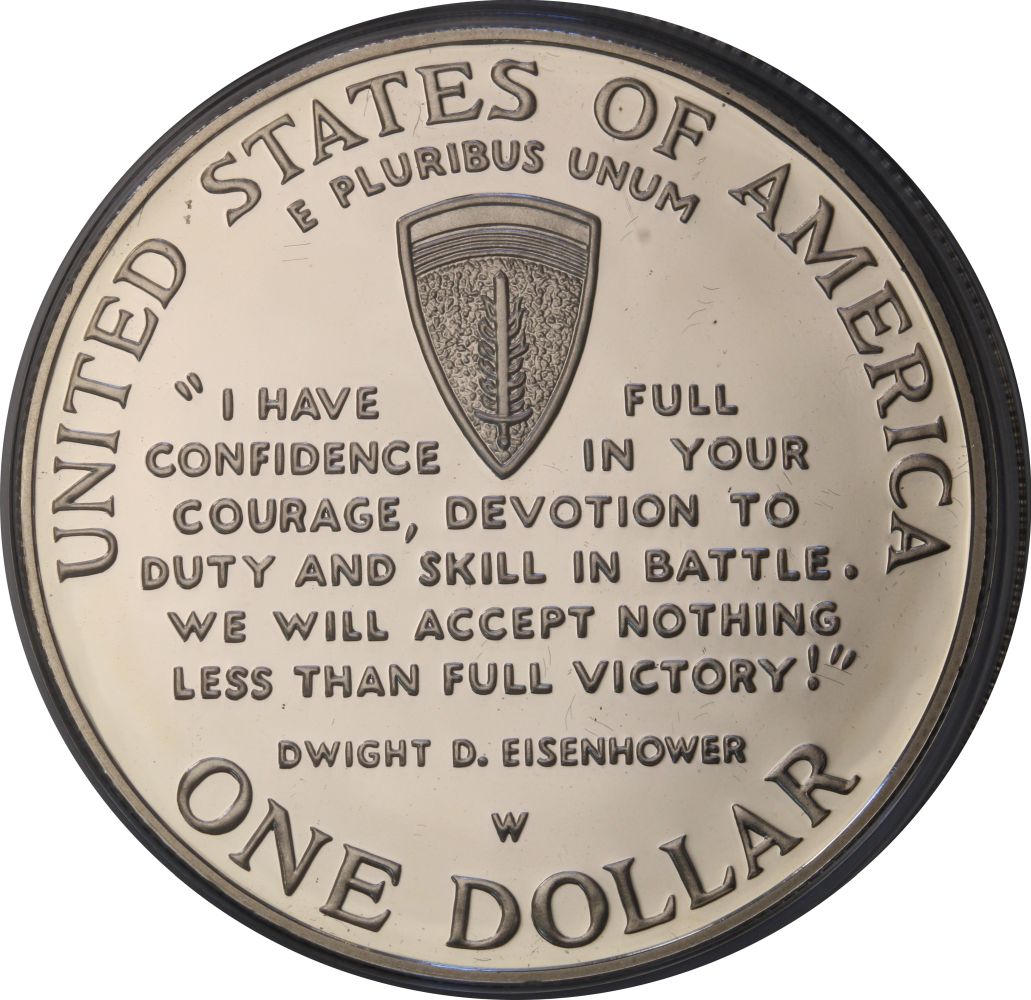 UNITED STATES OF AMERICA
E PLURIBUS UNUM
"I HAVE FULL
CONFIDENCE IN YOUR
COURAGE, DEVOTION TO
DUTY AND SKILL IN BATTLE.
WE WILL ACCEPT NOTHING
LESS THAN FULL VICTORY!"
DWIGHT D. EISENHOWER
W
ONE DOLLAR